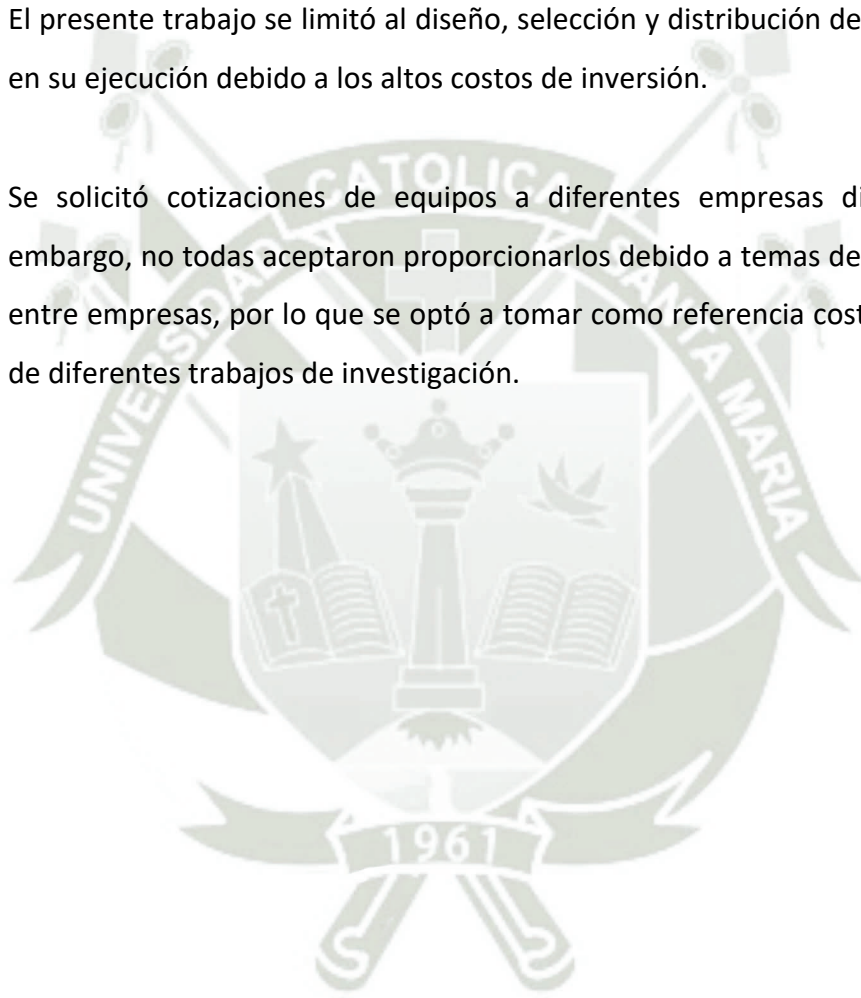 El presente trabajo se limitó al diseño, selección y distribución de
en su ejecución debido a los altos costos de inversión.
Se solicitó cotizaciones de equipos a diferentes empresas di
embargo, no todas aceptaron proporcionarlos debido a temas de
entre empresas, por lo que se optó a tomar como referencia cost
de diferentes trabajos de investigación.
UNIVERSIDAD CATOLICA SANTA MARIA
1961